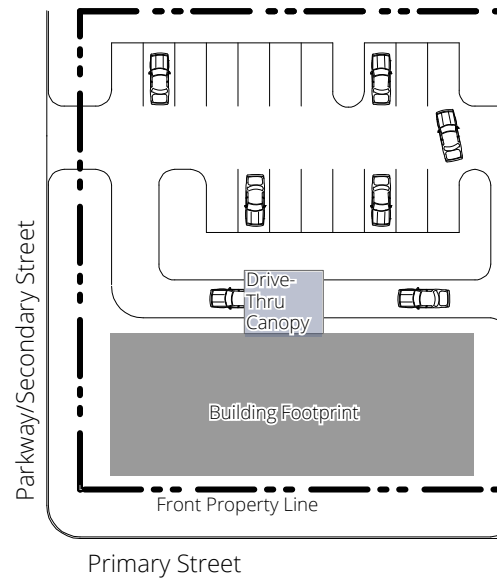 Drive-
Thru
Canopy
Parkway/Secondary Street
Building Footprint
Front Property Line
Primary Street